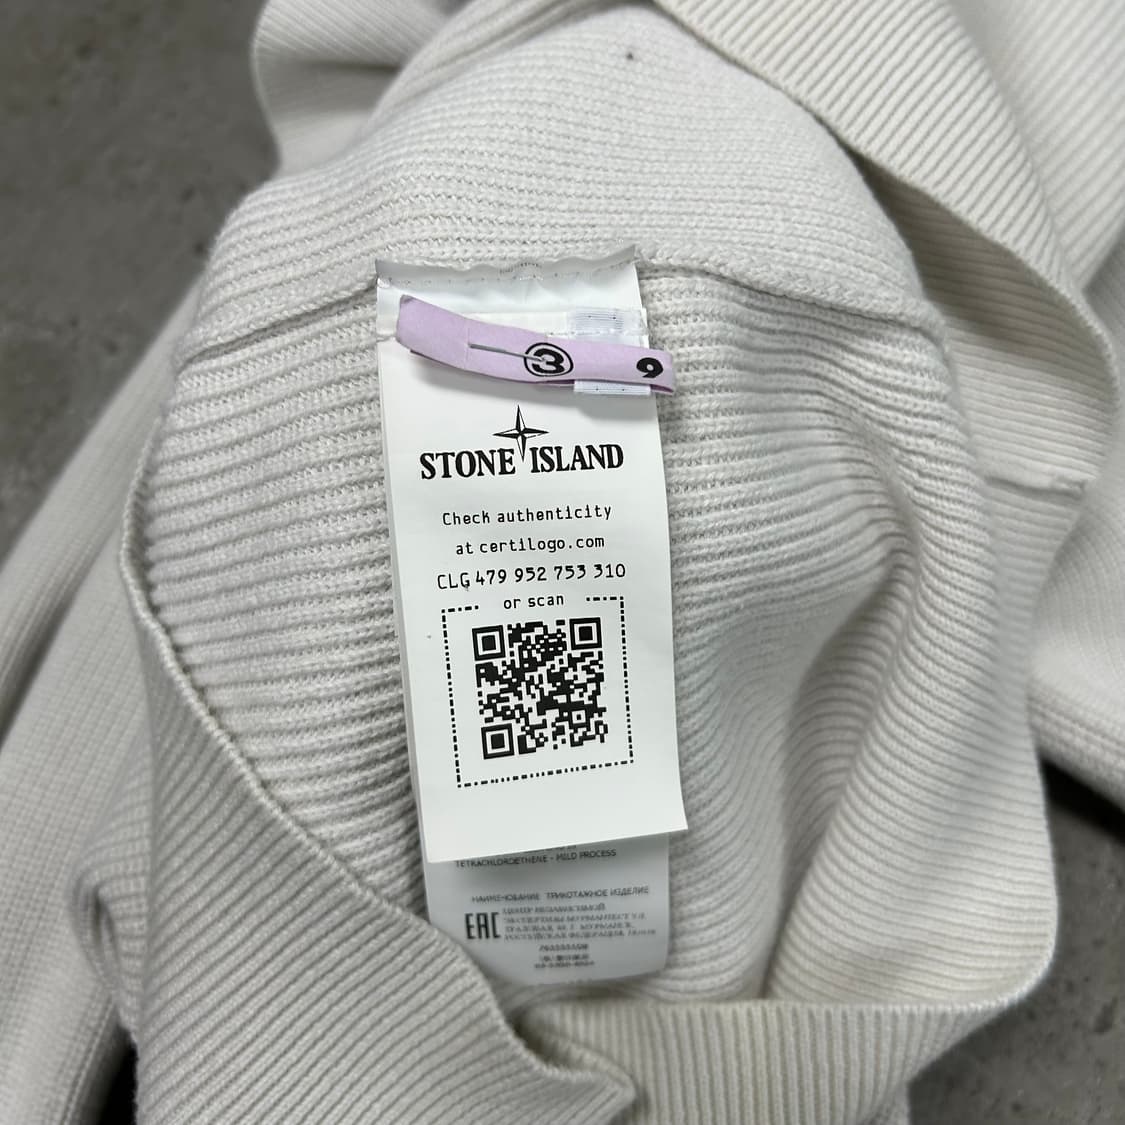 3 9
STONE ISLAND
Check authenticity
at certilogo.com
CLG 479 952 753 310
or scan
TETRACHLOROETHENE - MILD PROCESS
НАИМЕНОВАНИЕ ТРИКОТАЖНОЕ ИЗДЕЛИЕ
EAC